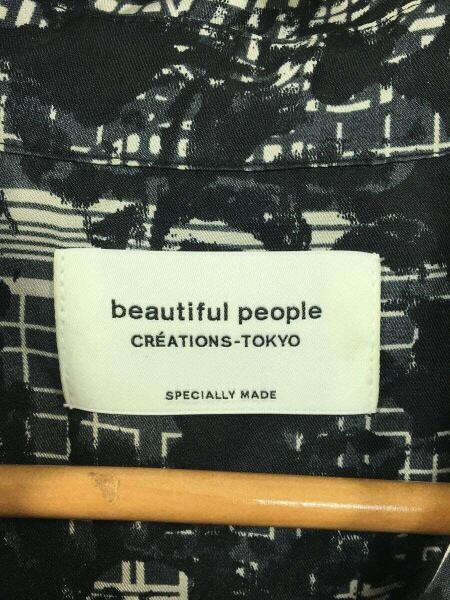 beautiful people
CRÉATIONS-TOKYO
SPECIALLY MADE